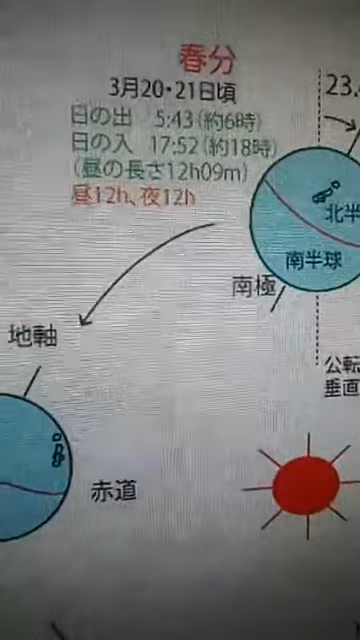 春分
3月20・21日頃
日の出 5:43(約6時)
日の入 17:52(約18時)
(昼の長さ12h09m)
昼12h、夜12h
23.
北半
南半球
南極
地軸
公転
垂直
赤道